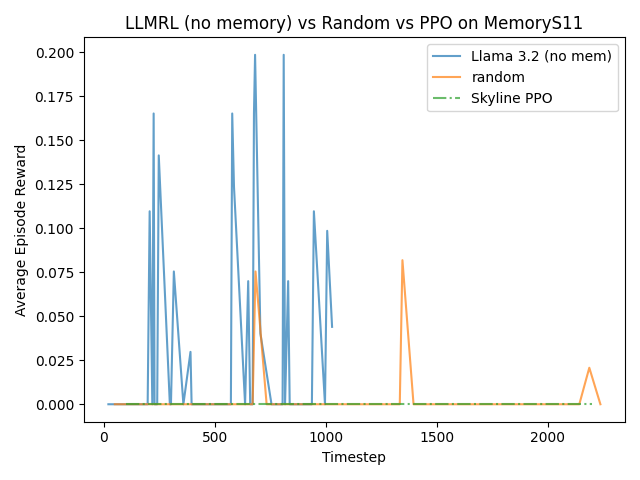 LLMRL (no memory) vs Random vs PPO on MemoryS11
Llama 3.2 (no mem)
random
Skyline PPO
Average Episode Reward
0.200
0.175
0.150
0.125
0.100
0.075
0.050
0.025
0.000
0 500 1000 1500 2000
Timestep